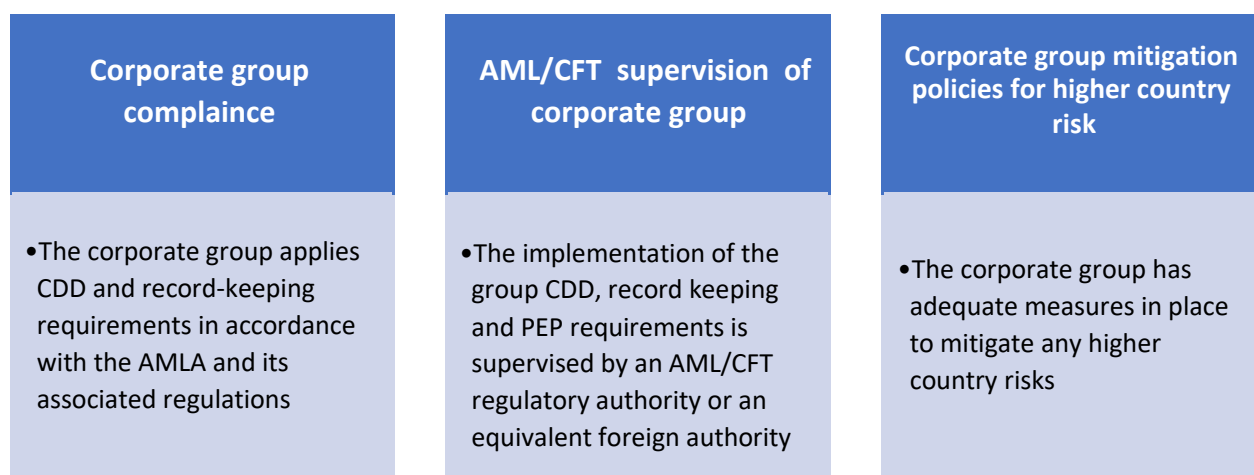 Corporate group
complaince
•The corporate group applies
CDD and record-keeping
requirements in accordance
with the AMLA and its
associated regulations
AML/CFT supervision of
corporate group
•The implementation of the
group CDD, record keeping
and PEP requirements is
supervised by an AML/CFT
regulatory authority or an
equivalent foreign authority
Corporate group mitigation
policies for higher country
risk
•The corporate group has
adequate measures in place
to mitigate any higher
country risks